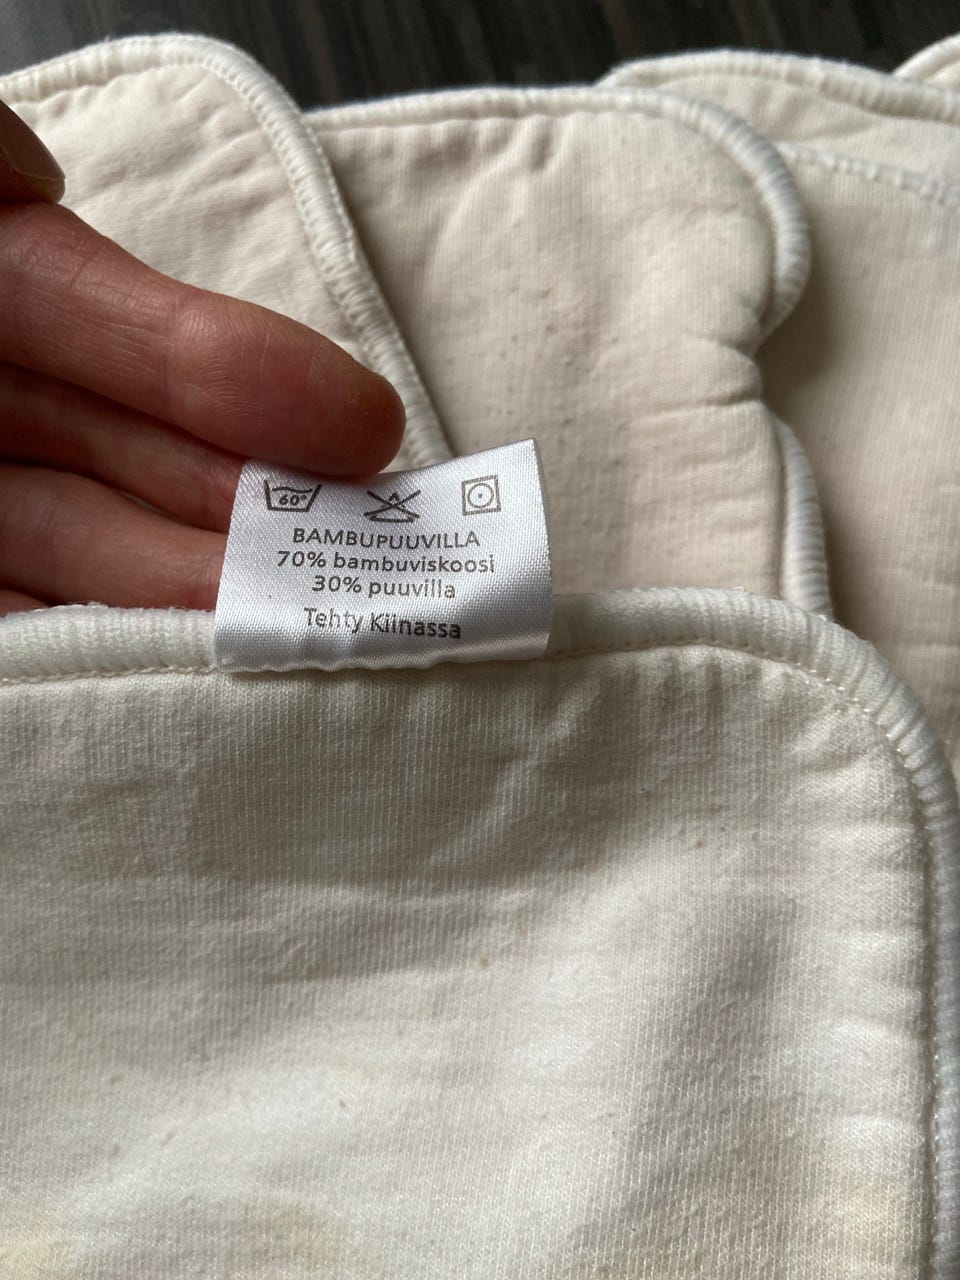 60°
BAMBUPUUVILLA
70% bambuviskoosi
30% puuvilla
Tehty Kiinassa